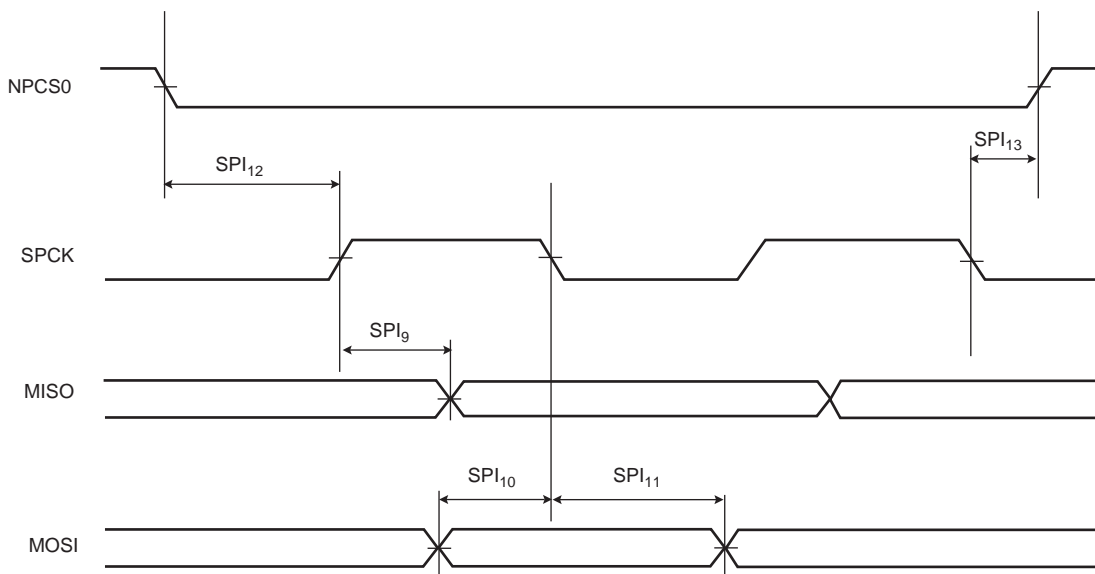 NPCS0
SPI₁₃
SPI₁₂
SPCK
SPI₉
MISO
SPI₁₀ SPI₁₁
MOSI